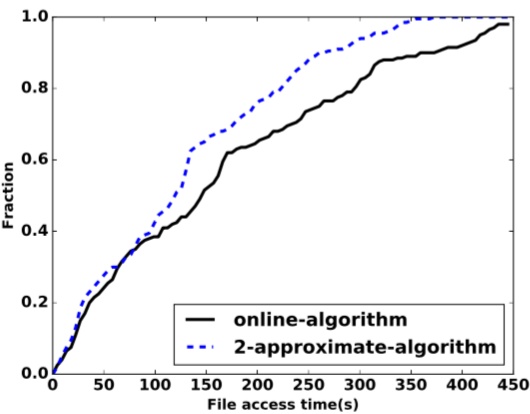 1.0
0.8
0.6
0.4
0.2
0.0
Fraction
0 50 100 150 200 250 300 350 400 450
File access time(s)
online-algorithm
2-approximate-algorithm